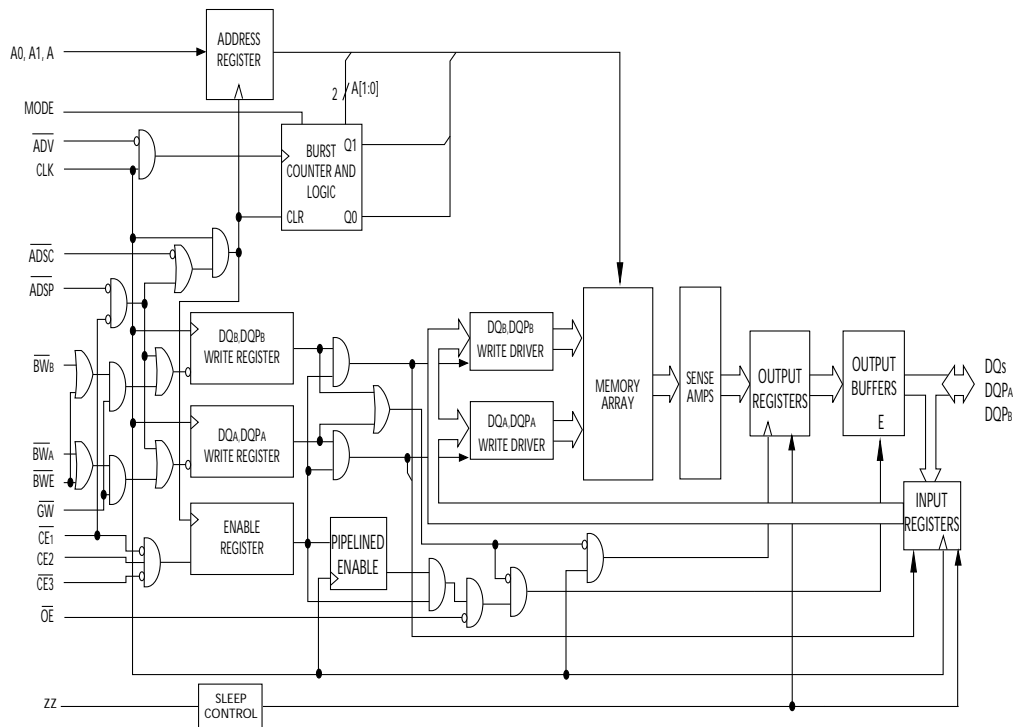 A0, A1, A
ADDRESS
REGISTER
2
A[1:0]
MODE
ADV
CLK
BURST
COUNTER AND
LOGIC
Q1
CLR
Q0
ADSC
ADSP
DQB,DQPB
WRITE REGISTER
DQB,DQPB
WRITE DRIVER
MEMORY
ARRAY
SENSE
AMPS
OUTPUT
REGISTERS
OUTPUT
BUFFERS
E
DQs
DQPA
DQPB
BWB
DQA,DQPA
WRITE REGISTER
DQA,DQPA
WRITE DRIVER
BWA
BWE
GW
CE1
CE2
CE3
ENABLE
REGISTER
PIPELINED
ENABLE
INPUT
REGISTERS
OE
ZZ
SLEEP
CONTROL